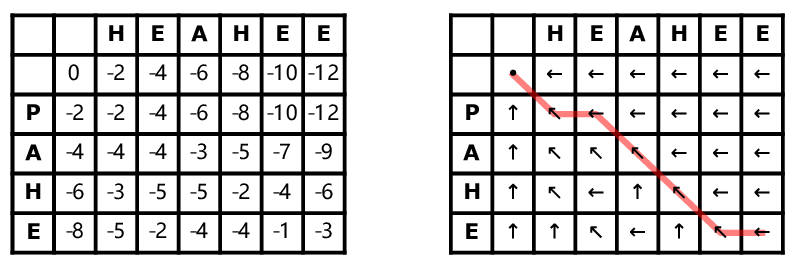 H E A H E E
0 -2 -4 -6 -8 -10 -12
P -2 -2 -4 -6 -8 -10 -12
A -4 -4 -4 -3 -5 -7 -9
H -6 -3 -5 -5 -2 -4 -6
E -8 -5 -2 -4 -4 -1 -3
H E A H E E
• ← ← ← ← ← ←
P ↑ ↖ ← ← ← ← ←
A ↑ ↖ ↖ ↖ ← ← ←
H ↑ ↖ ← ↑ ↖ ← ←
E ↑ ↑ ↖ ← ↑ ↖ ←